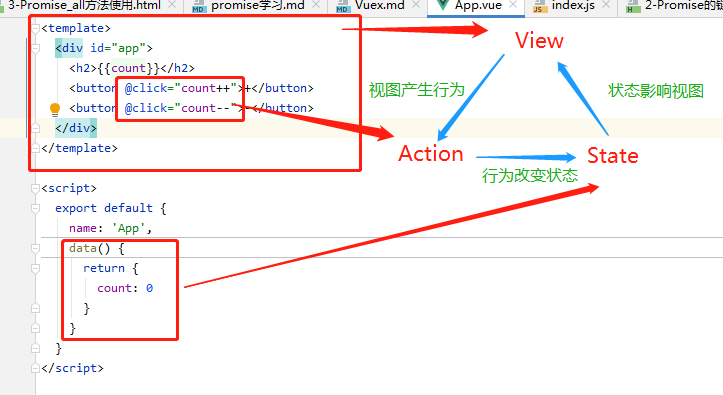 3-Promise_all方法使用.html
promise学习.md
Vuex.md
App.vue
index.js
2-Promise的链
<template>
<div id="app">
<h2>{{count}}</h2>
<button @click="count++">+</button>
<button @click="count--">-</button>
</div>
</template>
<script>
export default {
name: 'App',
data() {
return {
count: 0
}
}
}
</script>
View
视图产生行为
状态影响视图
Action
State
行为改变状态